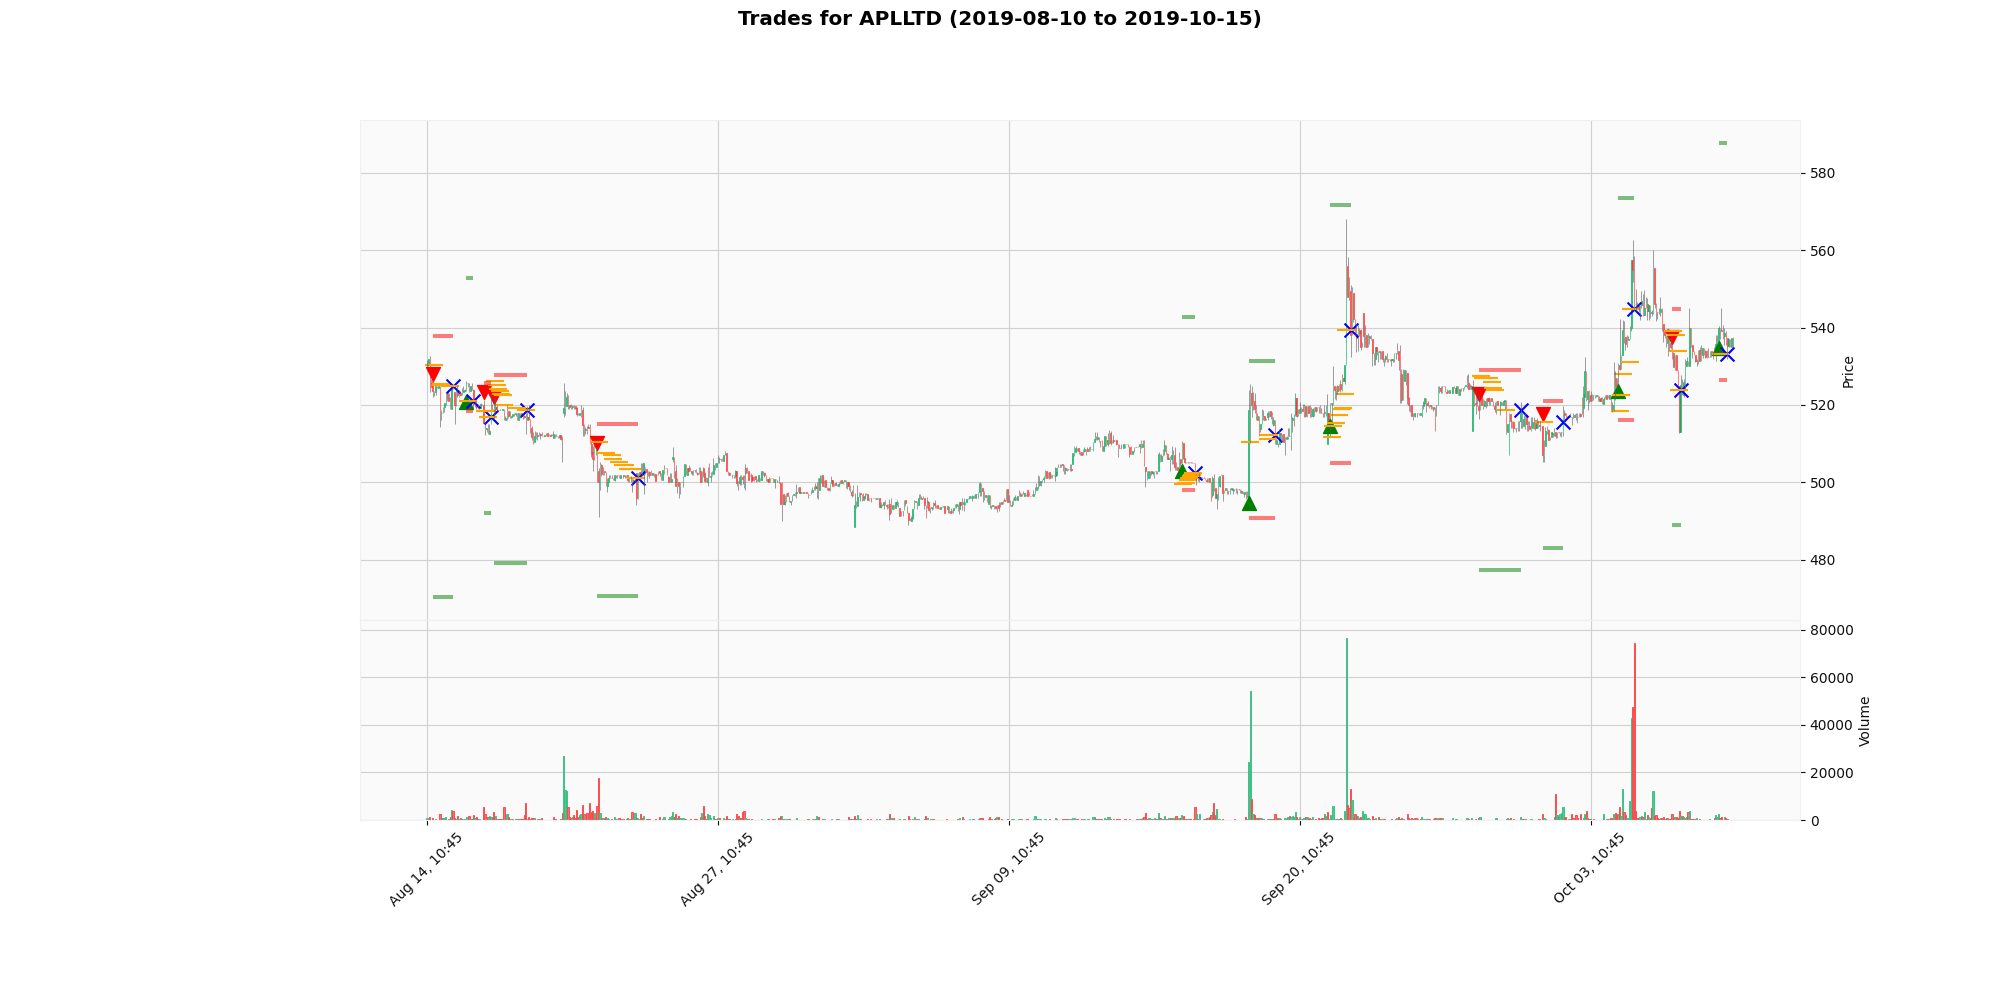 Trades for APLLTD (2019-08-10 to 2019-10-15)
580
560
540
520
500
480
Price
80000
60000
40000
20000
0
Volume
Aug 14, 10:45
Aug 27, 10:45
Sep 09, 10:45
Sep 20, 10:45
Oct 03, 10:45